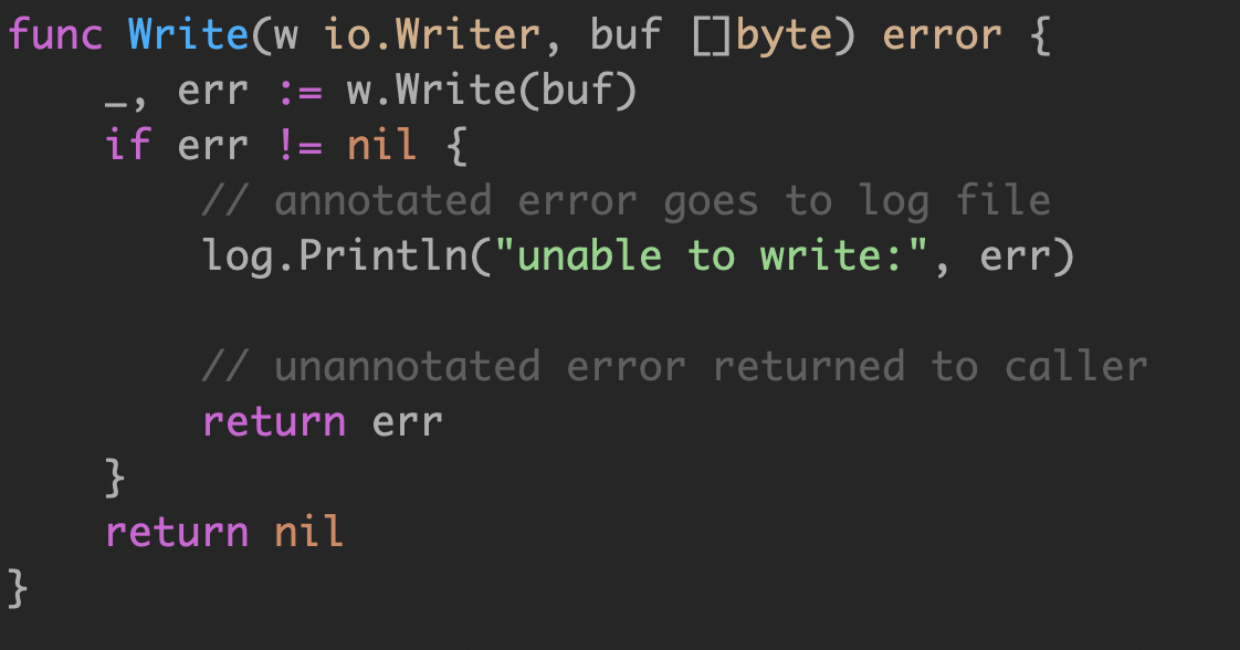 func Write(w io.Writer, buf []byte) error {
    _, err := w.Write(buf)
    if err != nil {
        // annotated error goes to log file
        log.Println("unable to write:", err)

        // unannotated error returned to caller
        return err
    }
    return nil
}